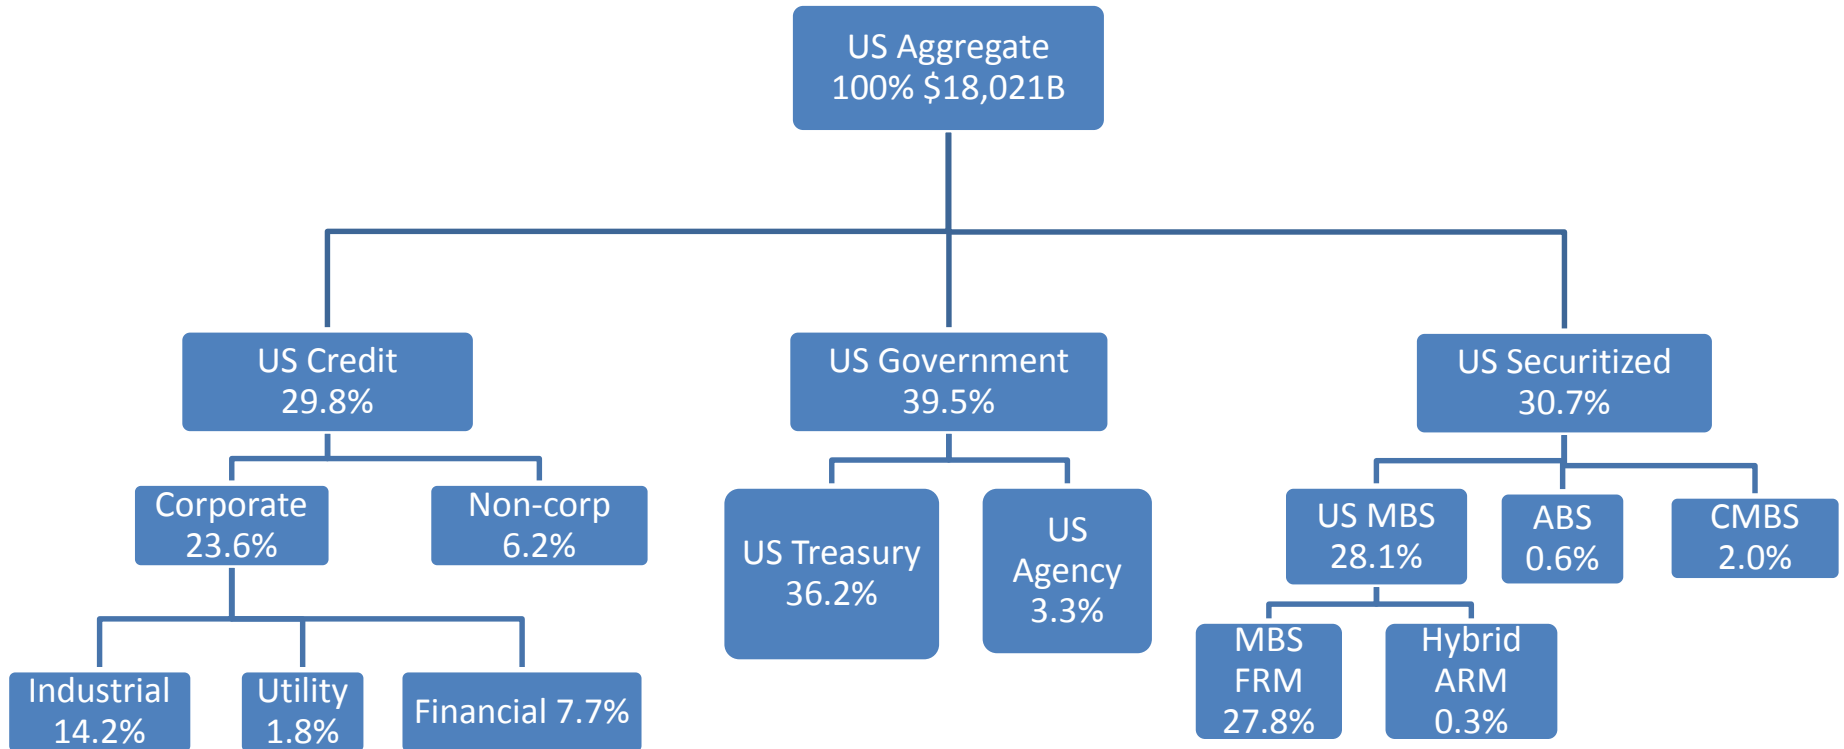 US Aggregate
100% $18,021B
US Credit
29.8%
US Government
39.5%
US Securitized
30.7%
Corporate
23.6%
Non-corp
6.2%
US Treasury
36.2%
US
Agency
3.3%
US MBS
28.1%
ABS
0.6%
CMBS
2.0%
Industrial
14.2%
Utility
1.8%
Financial 7.7%
MBS
FRM
27.8%
Hybrid
ARM
0.3%